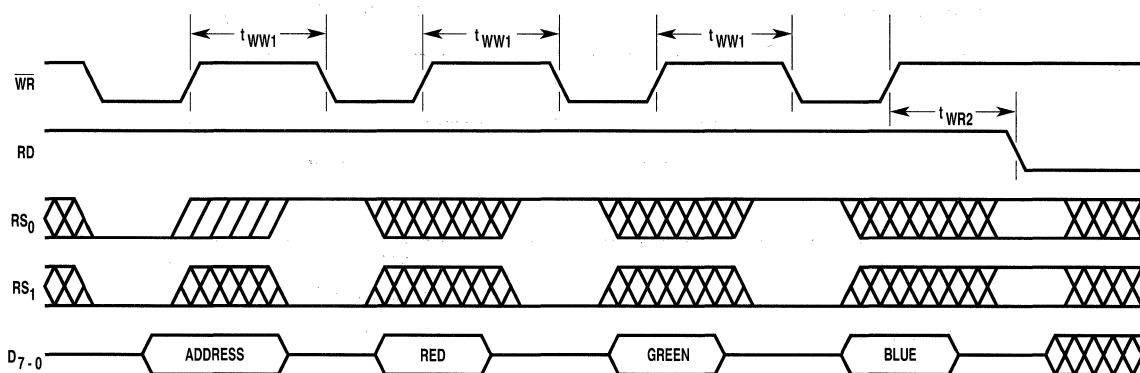 tWW1 tWW1 tWW1
WR
tWR2
RD
RS0
RS1
D7-0 ADDRESS RED GREEN BLUE